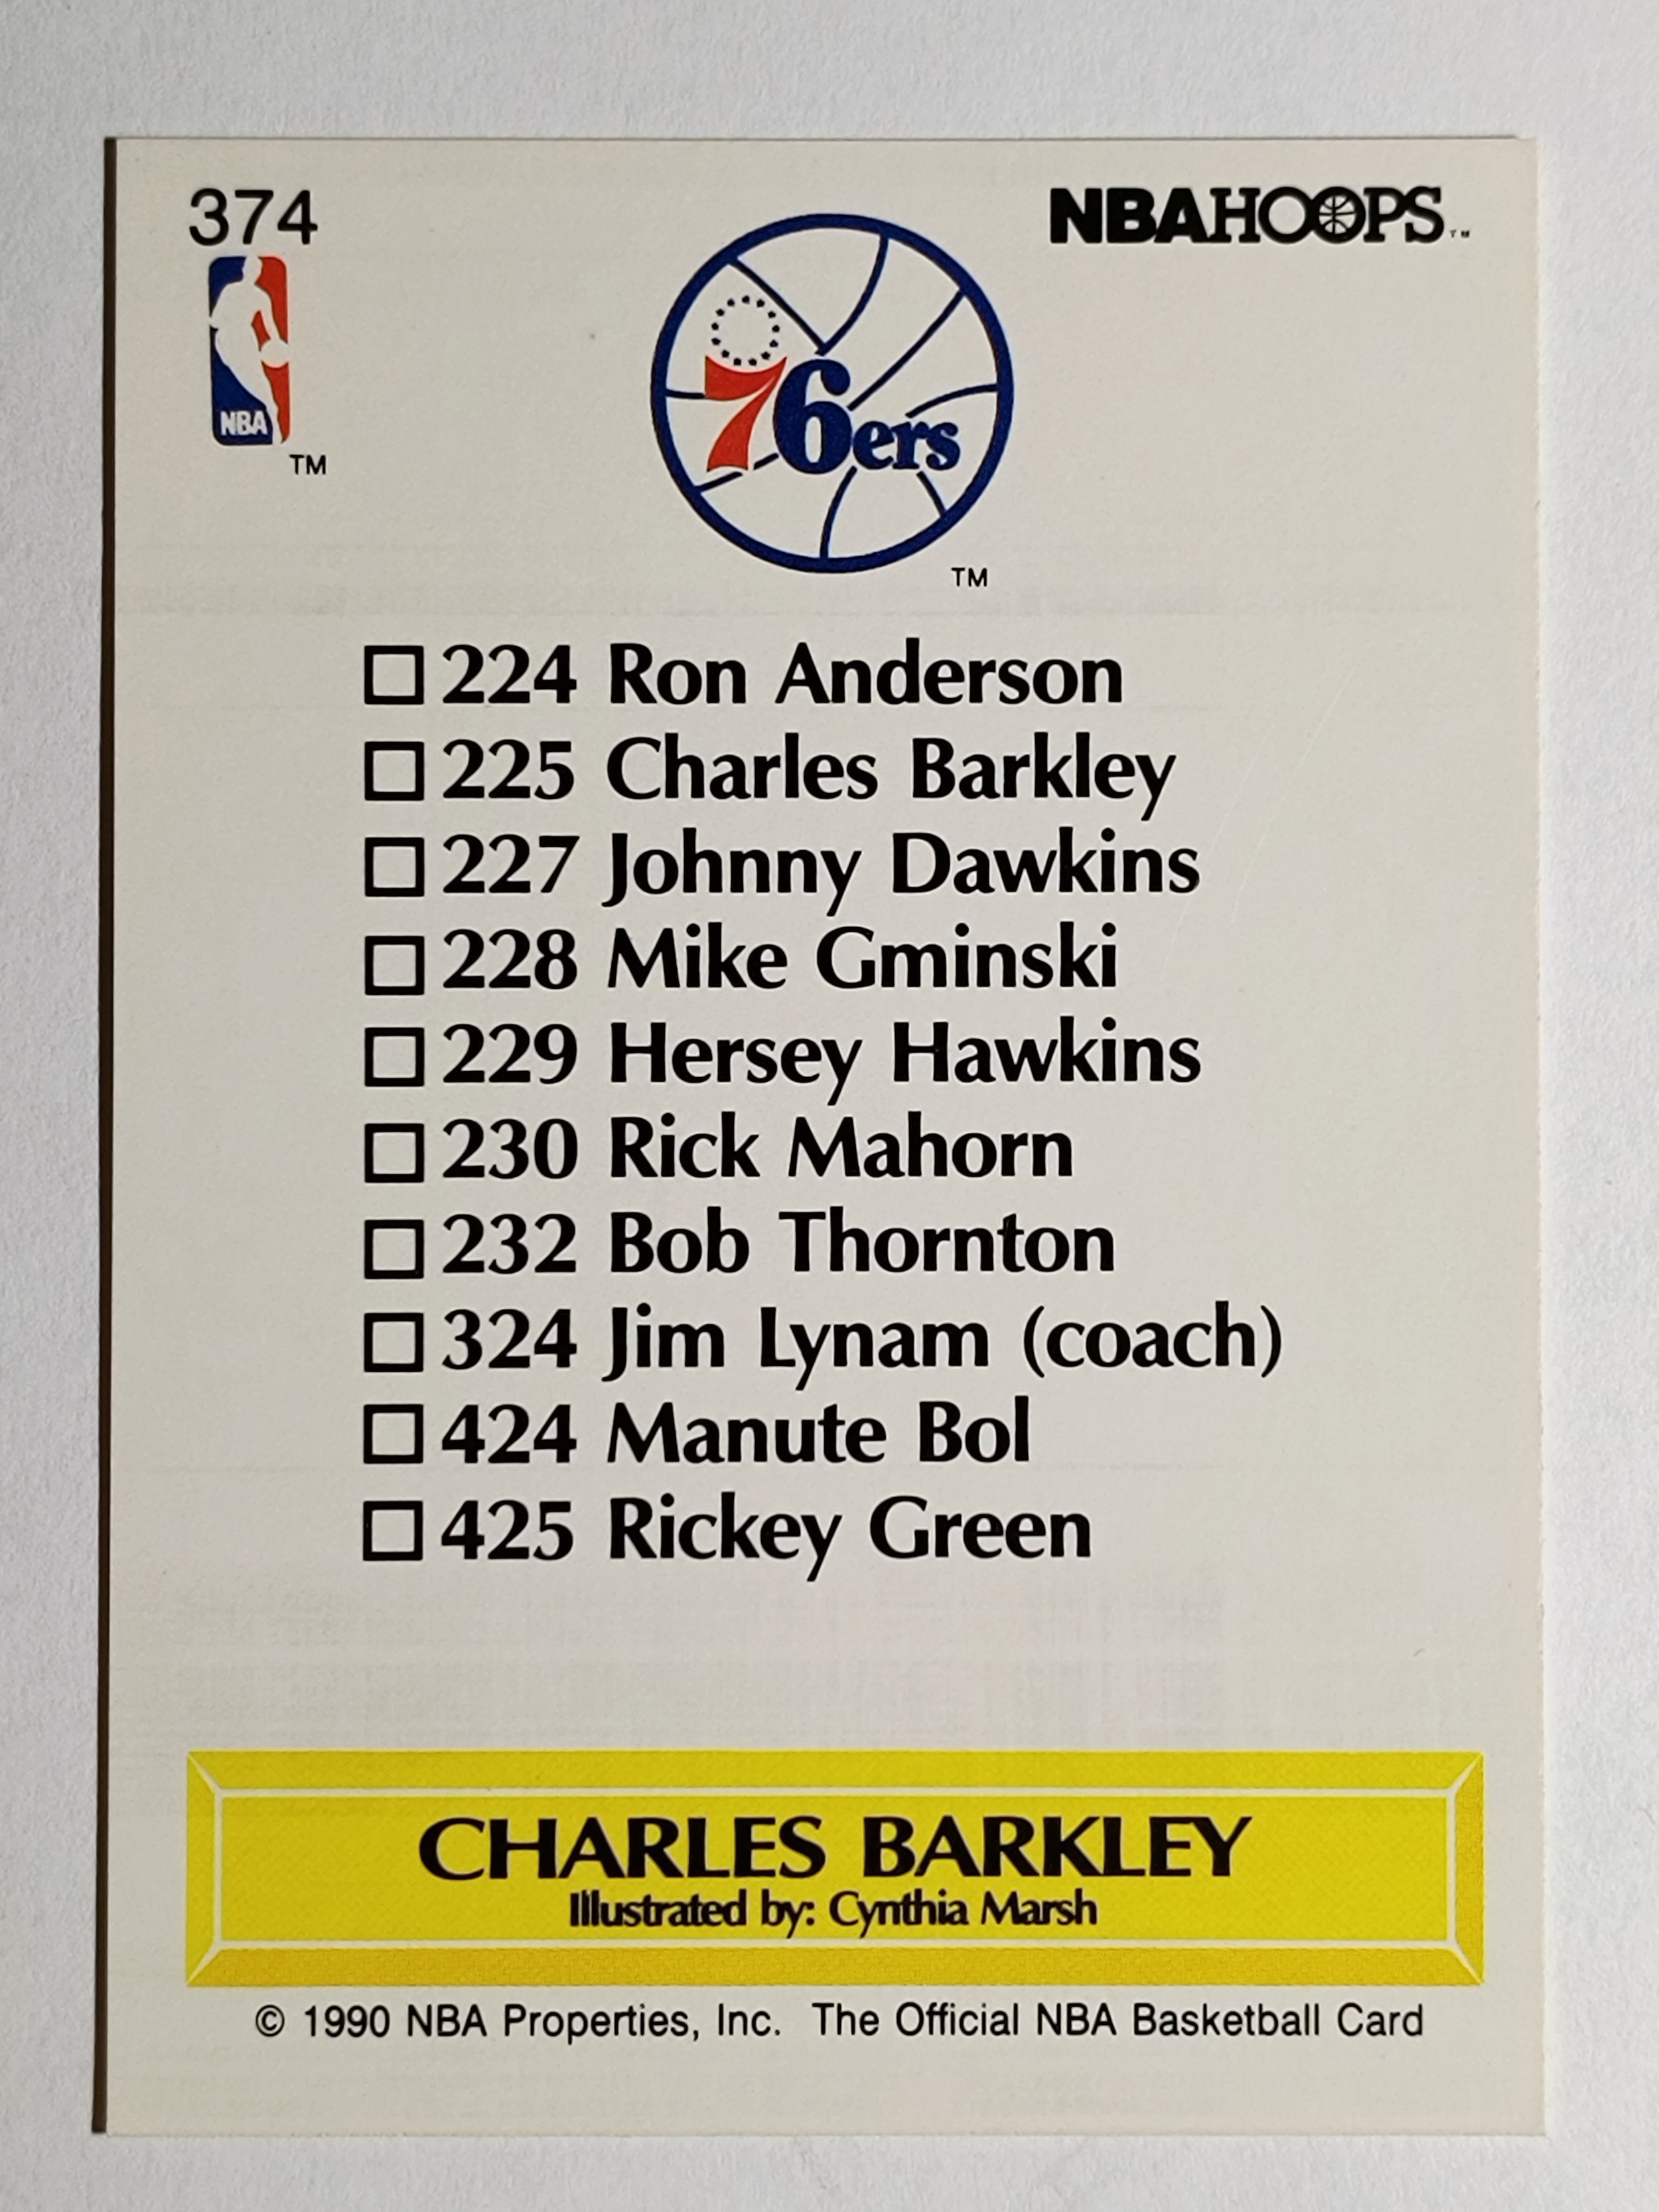 374
NBAHOOPS™
NBA
TM
76ers
TM
224 Ron Anderson
225 Charles Barkley
227 Johnny Dawkins
228 Mike Gminski
229 Hersey Hawkins
230 Rick Mahorn
232 Bob Thornton
324 Jim Lynam (coach)
424 Manute Bol
425 Rickey Green
CHARLES BARKLEY
Illustrated by: Cynthia Marsh
© 1990 NBA Properties, Inc. The Official NBA Basketball Card